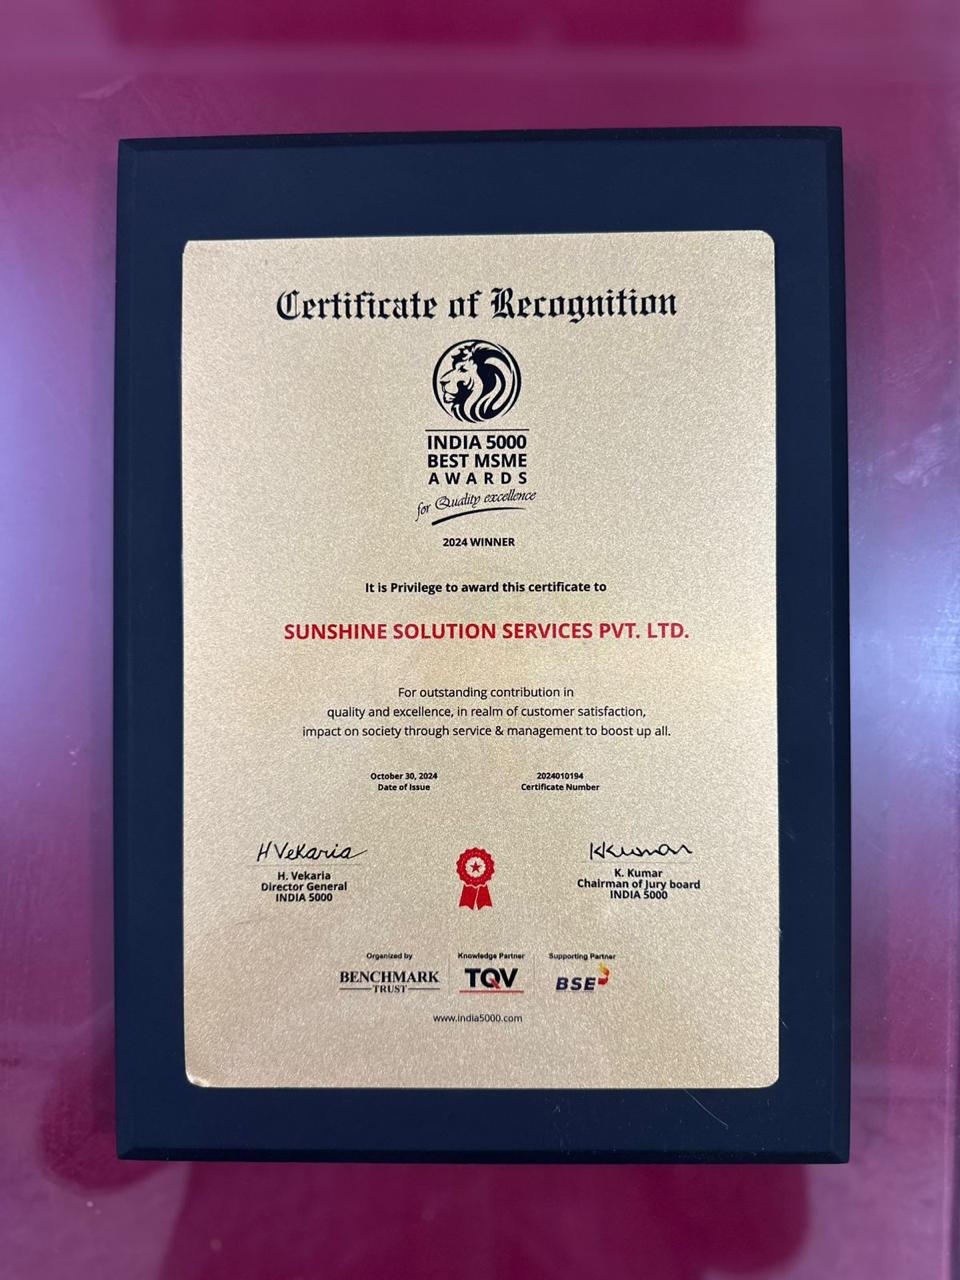 Certificate of Recognition
INDIA 5000
BEST MSME
AWARDS
for Quality excellence
2024 WINNER
It is Privilege to award this certificate to
SUNSHINE SOLUTION SERVICES PVT. LTD.
For outstanding contribution in
quality and excellence, in realm of customer satisfaction,
impact on society through service & management to boost up all.
October 30, 2024 2024010194
Date of Issue Certificate Number
HVekaria KKumar
H. Vekaria K. Kumar
Director General Chairman of Jury board
INDIA 5000 INDIA 5000
Organized by Knowledge Partner Supporting Partner
BENCHMARK TQV BSE
TRUST
www.india5000.com